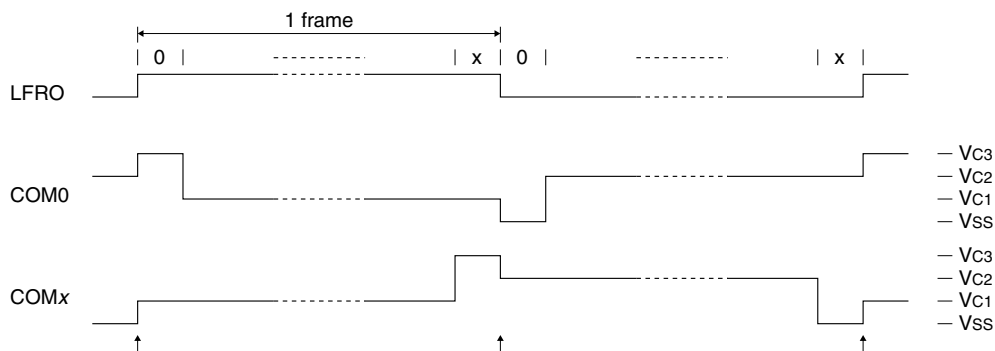 1 frame
0 x 0 x
LFRO
COM0
VC3
VC2
VC1
VSS
COMx
VC3
VC2
VC1
VSS